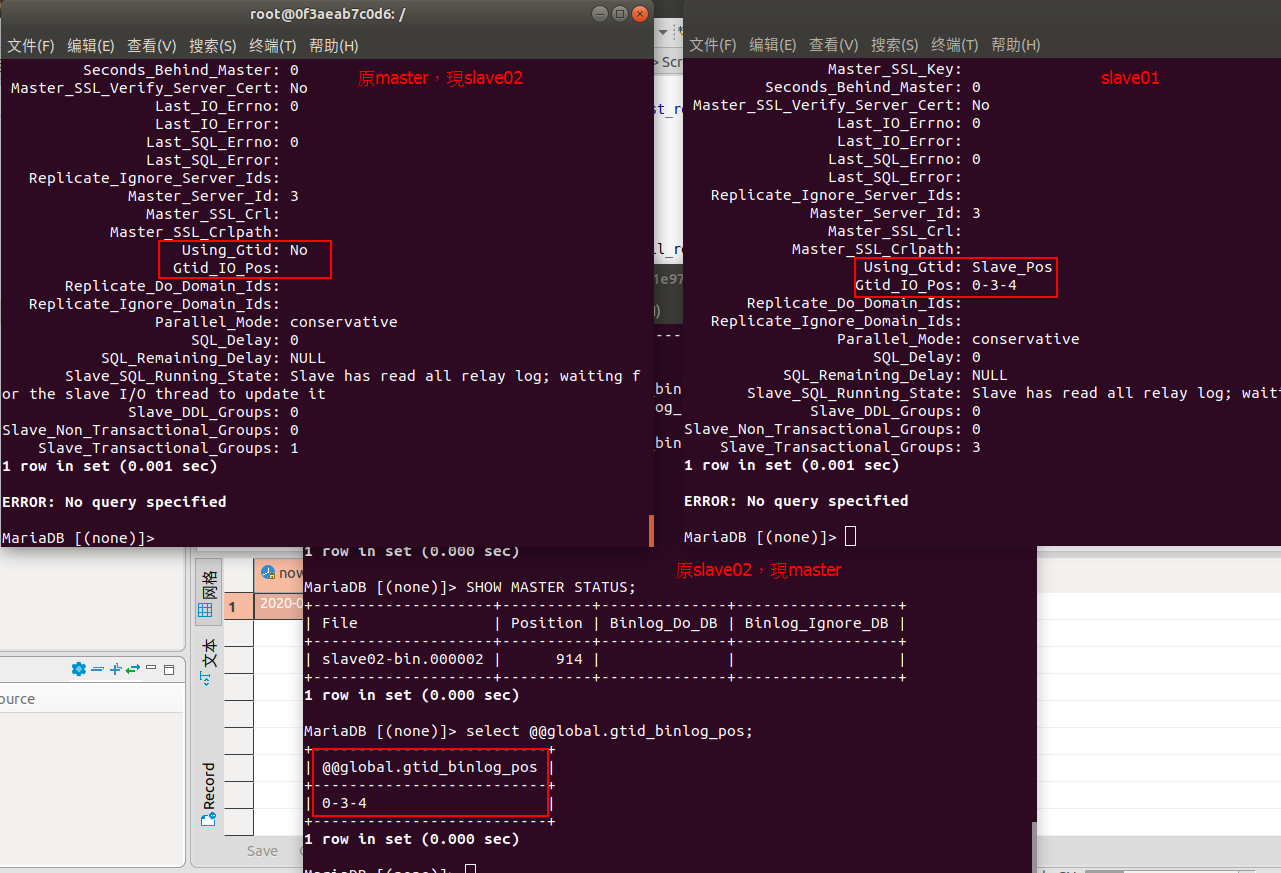 root@0f3aeab7c0d6: /
文件(F) 编辑(E) 查看(V) 搜索(S) 终端(T) 帮助(H)
原master，現slave02
Seconds_Behind_Master: 0
Master_SSL_Verify_Server_Cert: No
Last_IO_Errno: 0
Last_IO_Error:
Last_SQL_Errno: 0
Last_SQL_Error:
Replicate_Ignore_Server_Ids:
Master_Server_Id: 3
Master_SSL_Crl:
Master_SSL_Crlpath:
Using_Gtid: No
Gtid_IO_Pos:
Replicate_Do_Domain_Ids:
Replicate_Ignore_Domain_Ids:
Parallel_Mode: conservative
SQL_Delay: 0
SQL_Remaining_Delay: NULL
Slave_SQL_Running_State: Slave has read all relay log; waiting f
or the slave I/O thread to update it
Slave_DDL_Groups: 0
Slave_Non_Transactional_Groups: 0
Slave_Transactional_Groups: 1
1 row in set (0.001 sec)
ERROR: No query specified
MariaDB [(none)]>
文件(F) 编辑(E) 查看(V) 搜索(S) 终端(T) 帮助(H)
slave01
Master_SSL_Key:
Seconds_Behind_Master: 0
Master_SSL_Verify_Server_Cert: No
Last_IO_Errno: 0
Last_IO_Error:
Last_SQL_Errno: 0
Last_SQL_Error:
Replicate_Ignore_Server_Ids:
Master_Server_Id: 3
Master_SSL_Crl:
Master_SSL_Crlpath:
Using_Gtid: Slave_Pos
Gtid_IO_Pos: 0-3-4
Replicate_Do_Domain_Ids:
Replicate_Ignore_Domain_Ids:
Parallel_Mode: conservative
SQL_Delay: 0
SQL_Remaining_Delay: NULL
Slave_SQL_Running_State: Slave has read all relay log; wait
Slave_DDL_Groups: 0
Slave_Non_Transactional_Groups: 0
Slave_Transactional_Groups: 3
1 row in set (0.001 sec)
ERROR: No query specified
MariaDB [(none)]>
1 row in set (0.000 sec)
原slave02，現master
MariaDB [(none)]> SHOW MASTER STATUS;
+--------------------+----------+--------------+------------------+
| File | Position | Binlog_Do_DB | Binlog_Ignore_DB |
+--------------------+----------+--------------+------------------+
| slave02-bin.000002 | 914 | | |
+--------------------+----------+--------------+------------------+
1 row in set (0.000 sec)
MariaDB [(none)]> select @@global.gtid_binlog_pos;
+--------------------------+
| @@global.gtid_binlog_pos |
+--------------------------+
| 0-3-4 |
+--------------------------+
1 row in set (0.000 sec)
MariaDB [(none)]>
网格
文本
Record
now
1
2020-0
ource
Save